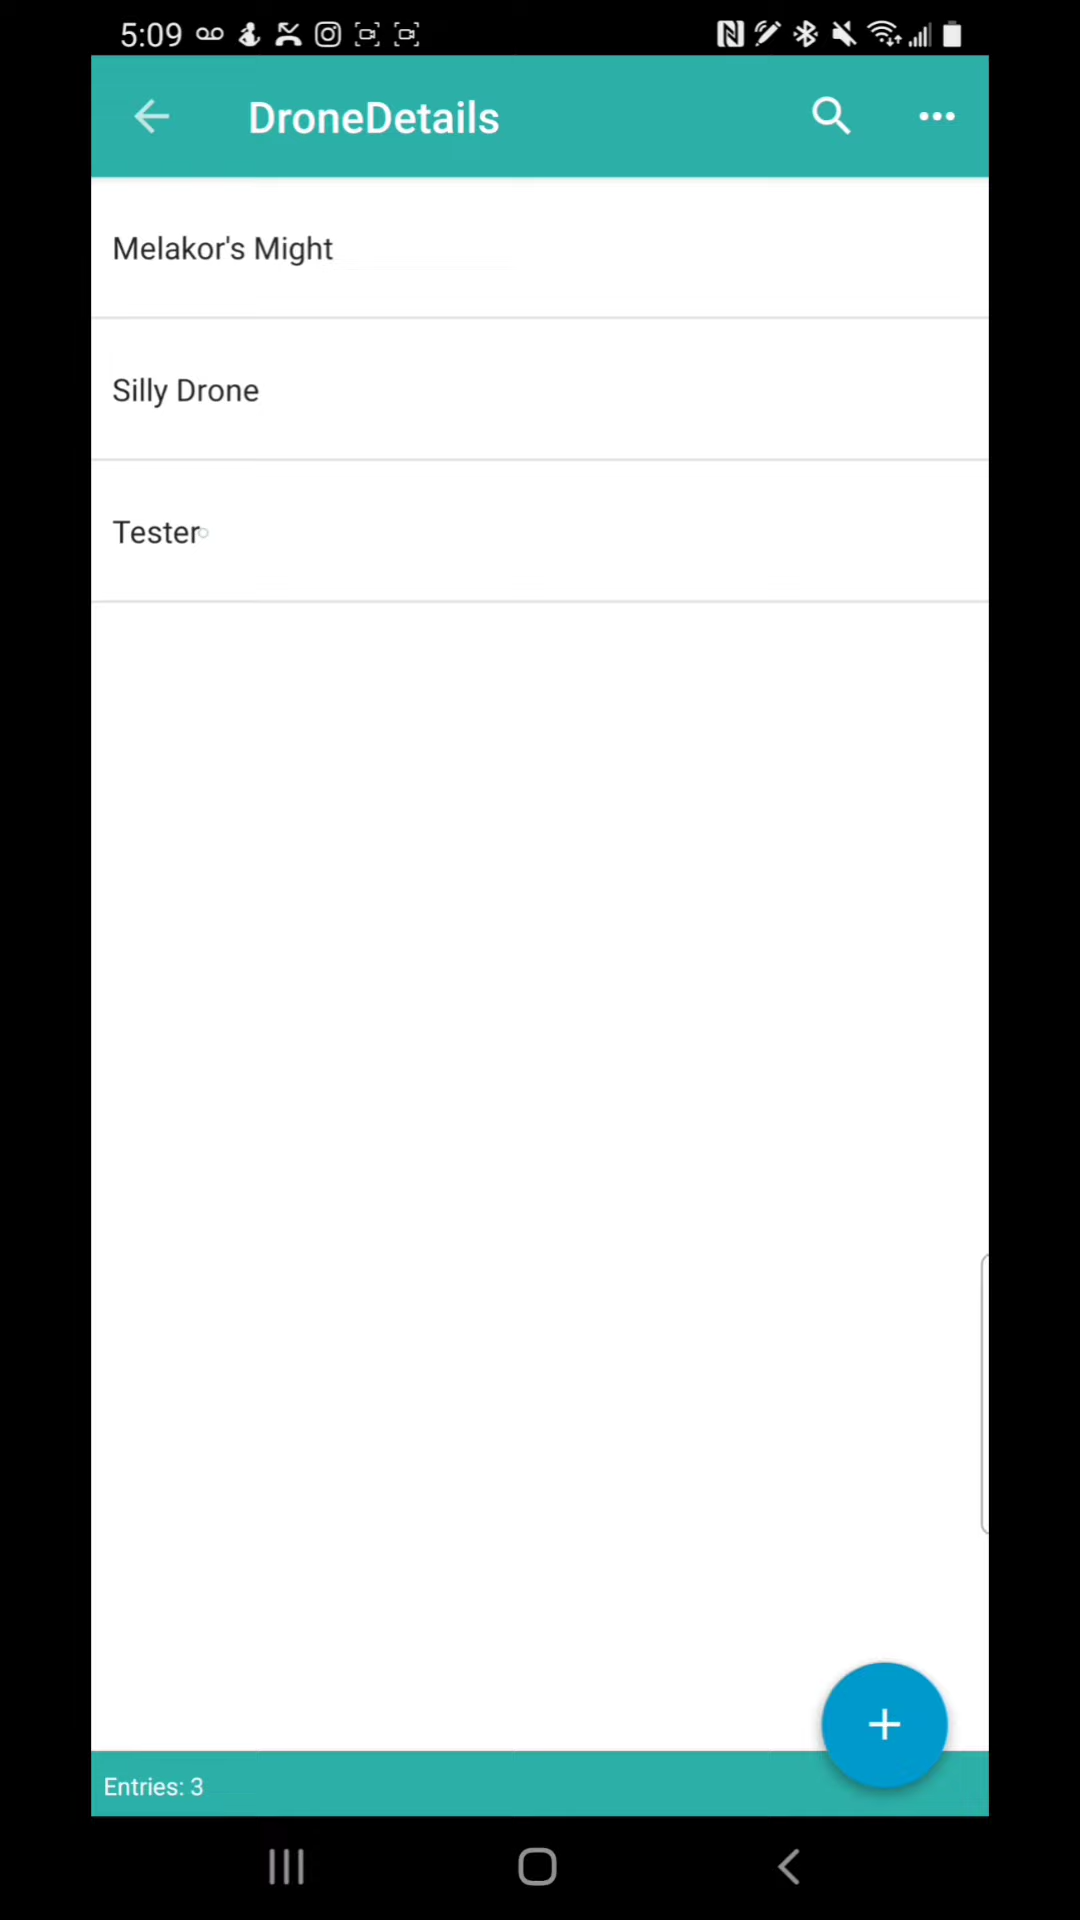 5:09
DroneDetails
Melakor's Might
Silly Drone
Tester
Entries: 3